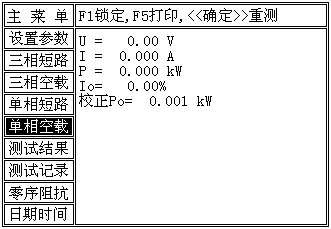 主 菜 单
F1锁定,F5打印,<<确定>>重测
设置参数
三相短路
三相空载
单相短路
单相空载
测试结果
测试记录
零序阻抗
日期时间
U =   0.00 V
I =  0.000 A
P =  0.000 kW
Io=   0.00%
校正Po=  0.001 kW